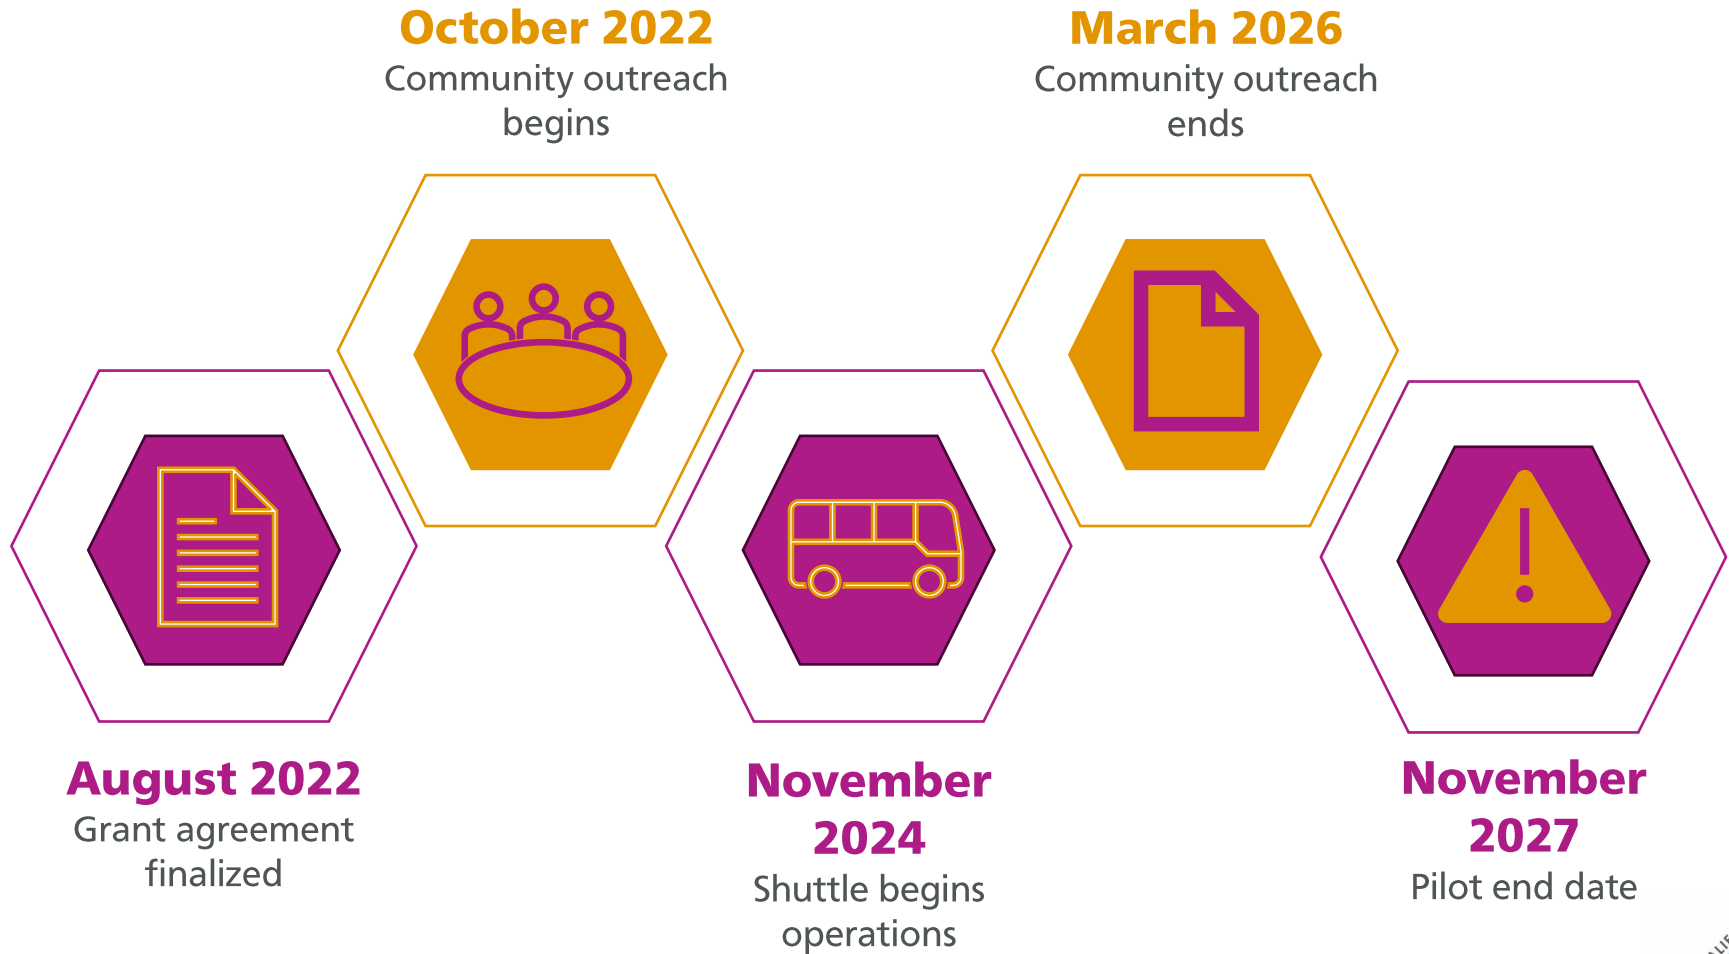 October 2022
Community outreach
begins
March 2026
Community outreach
ends
August 2022
Grant agreement
finalized
November
2024
Shuttle begins
operations
November
2027
Pilot end date